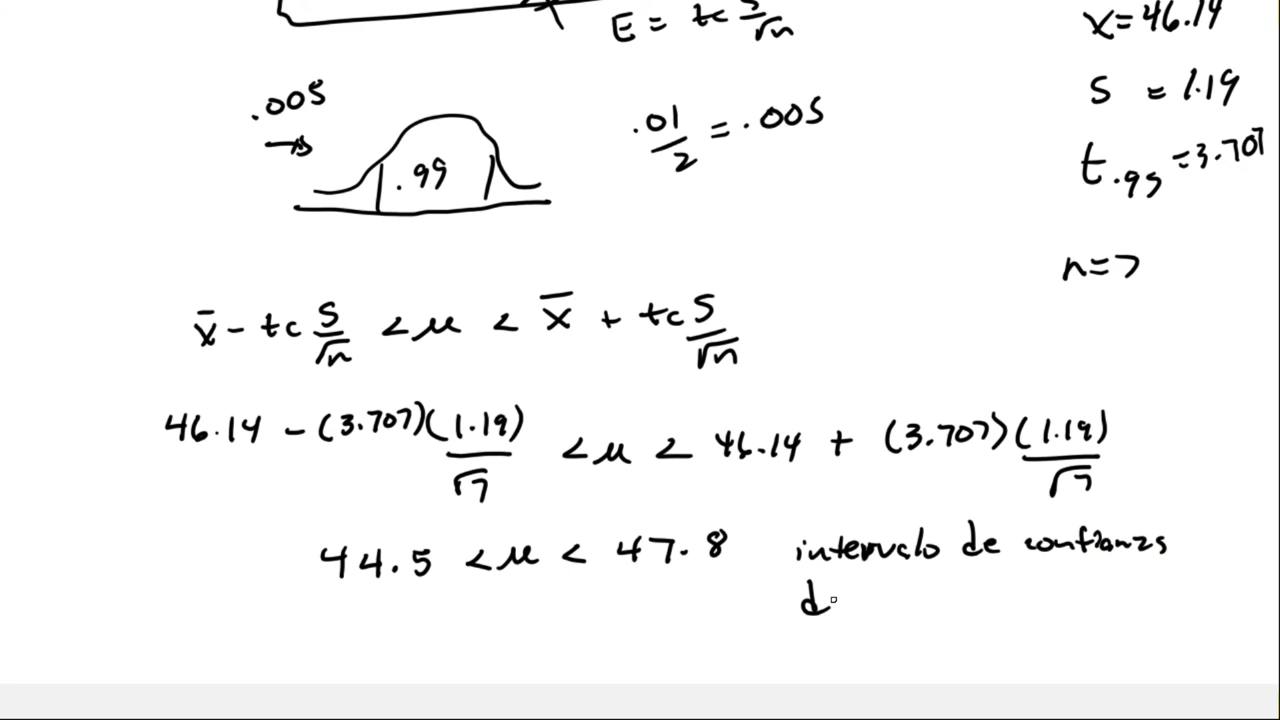 E = tc S/√n
x = 46.14
.005
.01/2 = .005
S = 1.19
.99
t.99 = 3.707
n = 7
x̄ - tc S/√n < μ < x̄ + tc S/√n
46.14 - (3.707)(1.19)/√7 < μ < 46.14 + (3.707)(1.19)/√7
44.5 < μ < 47.8 intervalo de confianza
d